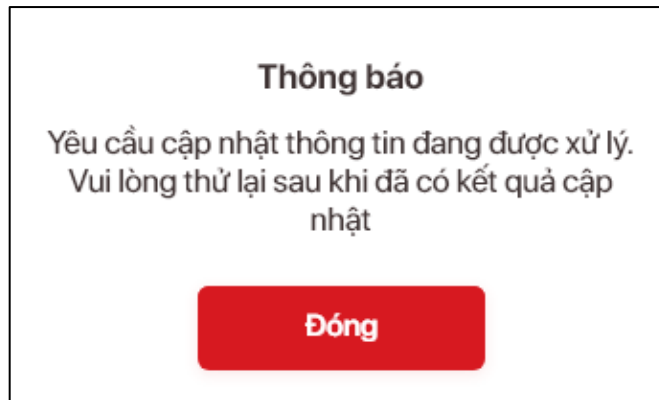 Thông báo
Yêu cầu cập nhật thông tin đang được xử lý.
Vui lòng thử lại sau khi đã có kết quả cập
nhật
Đóng